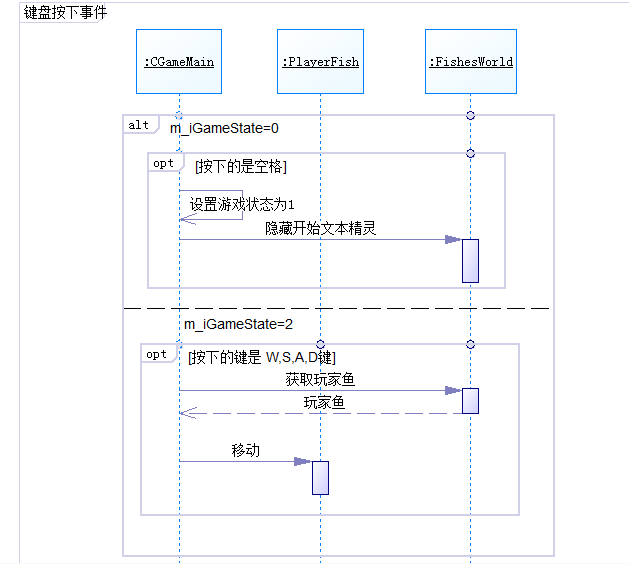 键盘按下事件
:CGameMain
:PlayerFish
:FishesWorld
alt
m_iGameState=0
opt
[按下的是空格]
设置游戏状态为1
隐藏开始文本精灵
m_iGameState=2
opt
[按下的键是 W,S,A,D键]
获取玩家鱼
玩家鱼
移动